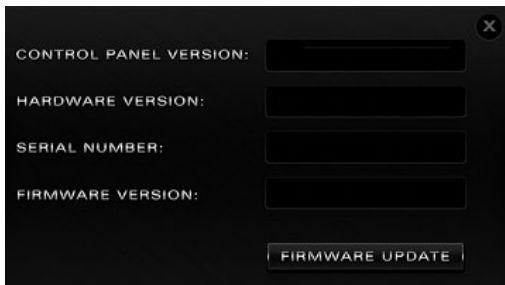 CONTROL PANEL VERSION:
HARDWARE VERSION:
SERIAL NUMBER:
FIRMWARE VERSION:
FIRMWARE UPDATE